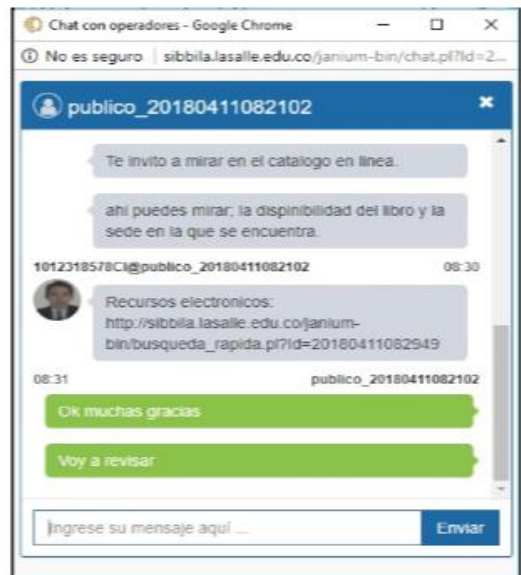 Chat con operadores - Google Chrome
No es seguro | sibbila.lasalle.edu.co/janium-bin/chat.pl?Id=2...
publico_20180411082102
Te invito a mirar en el catalogo en linea.
ahi puedes mirar; la dispinibilidad del libro y la
sede en la que se encuentra.
1012318578CI@publico_20180411082102 08:30
Recursos electronicos:
http://sibbila.lasalle.edu.co/janium-
bin/busqueda_rapida.pl?Id=20180411082949
08:31 publico_20180411082102
Ok muchas gracias
Voy a revisar
Ingrese su mensaje aquí ...
Enviar